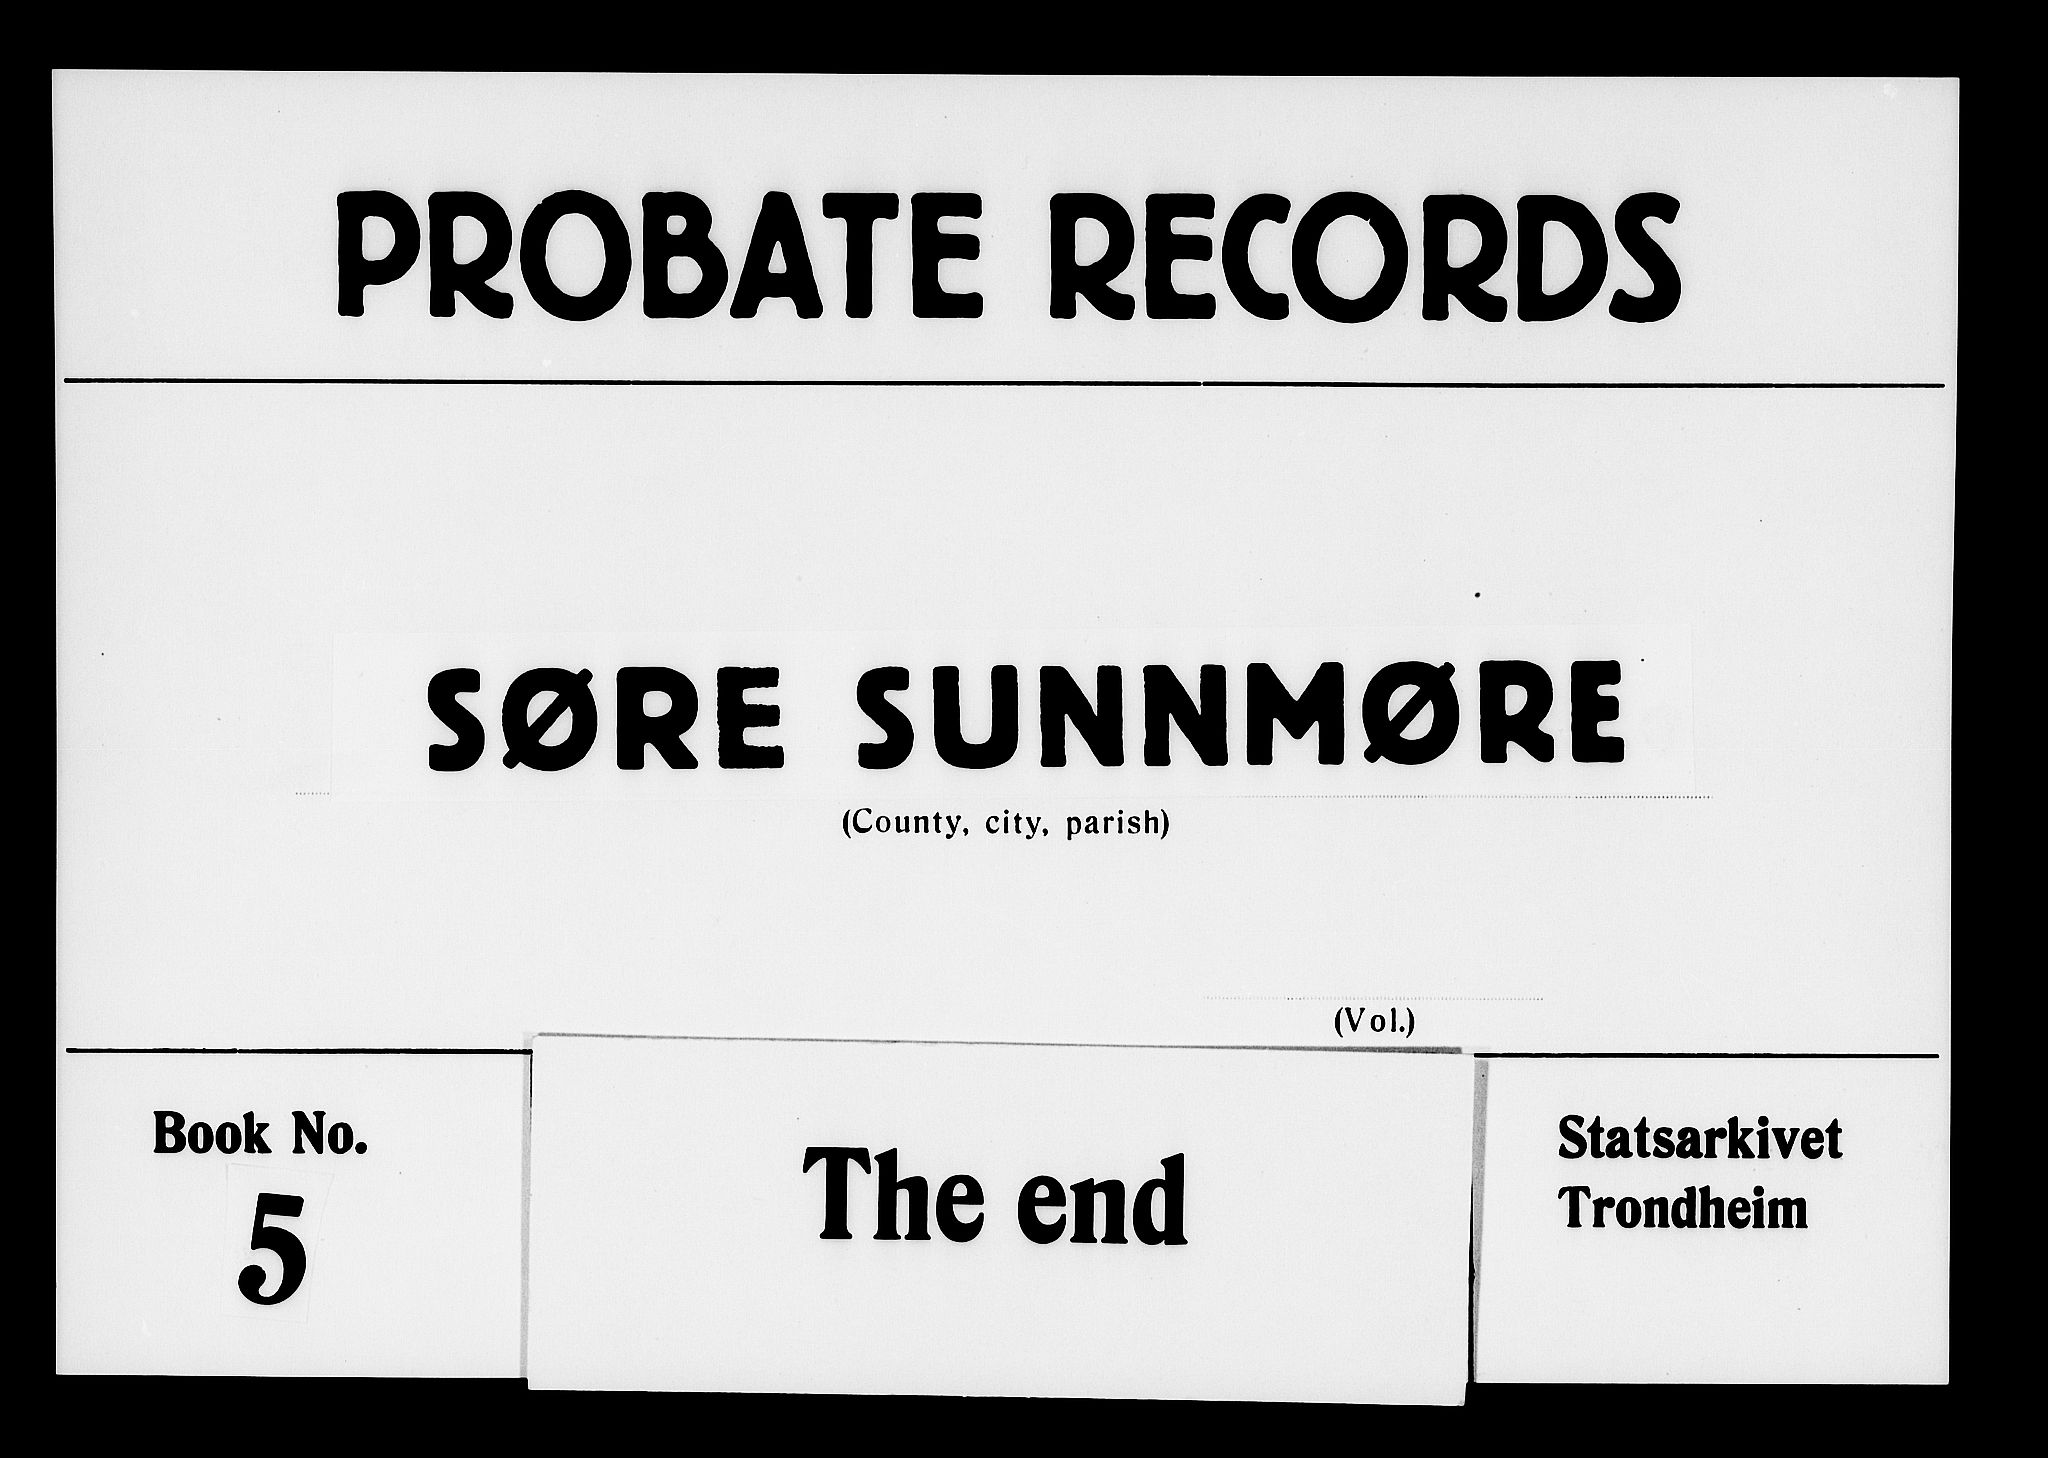 PROBATE RECORDS
SØRE SUNNMØRE
(County, city, parish)
(Vol.)
Book No.
5
The end
Statsarkivet
Trondheim